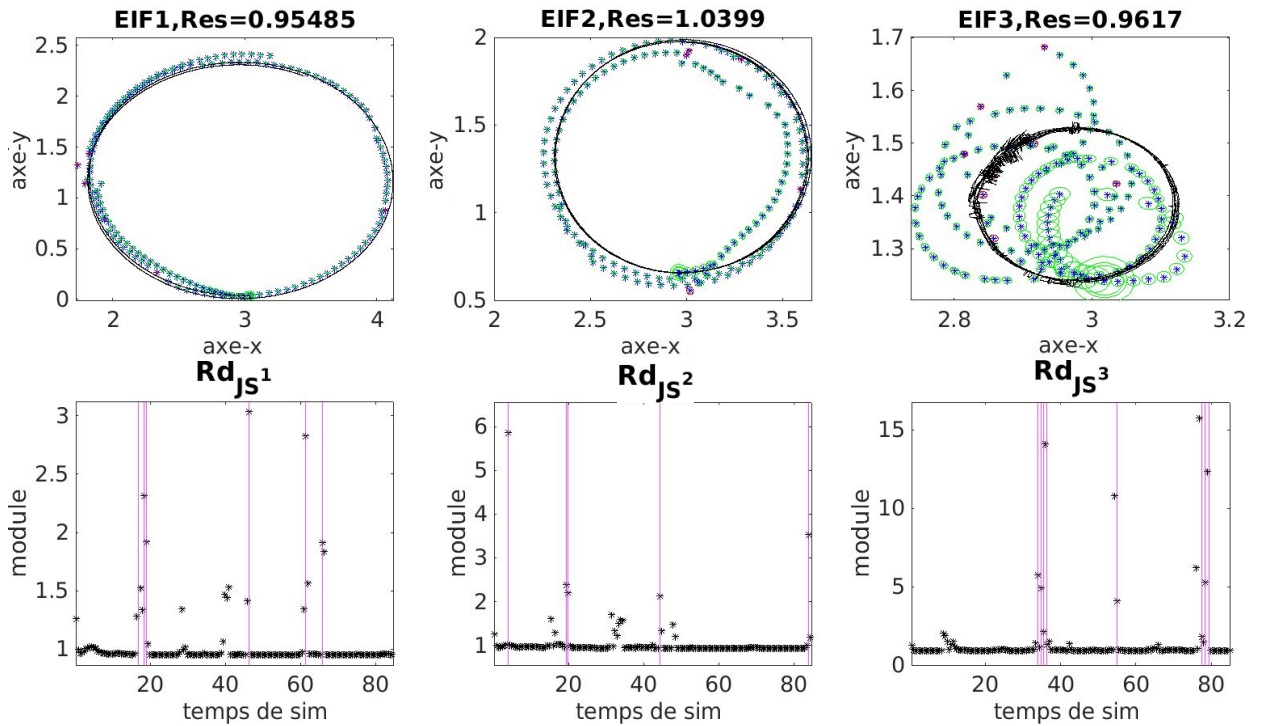 EIF1,Res=0.95485
EIF2,Res=1.0399
EIF3,Res=0.9617
axe-y
2.5
2
1.5
1
0.5
0
2
3
4
axe-x
axe-y
2
1.5
1
0.5
2
2.5
3
3.5
axe-x
axe-y
1.7
1.6
1.5
1.4
1.3
2.8
3
3.2
axe-x
Rd_JS^1
Rd_JS^2
Rd_JS^3
module
3
2.5
2
1.5
1
20
40
60
80
temps de sim
module
6
5
4
3
2
1
20
40
60
80
temps de sim
module
15
10
5
0
0
20
40
60
80
temps de sim